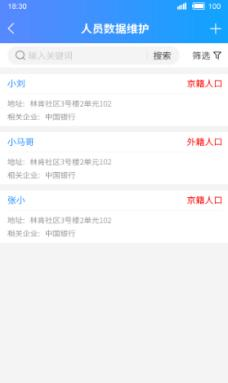 18:30
人员数据维护
输入关键词 搜索 筛选
小刘 京籍人口
地址：林肯社区3号楼2单元102
相关企业：中国银行
小马哥 外籍人口
地址：林肯社区3号楼2单元102
相关企业：中国银行
张小 京籍人口
地址：林肯社区3号楼2单元102
相关企业：中国银行